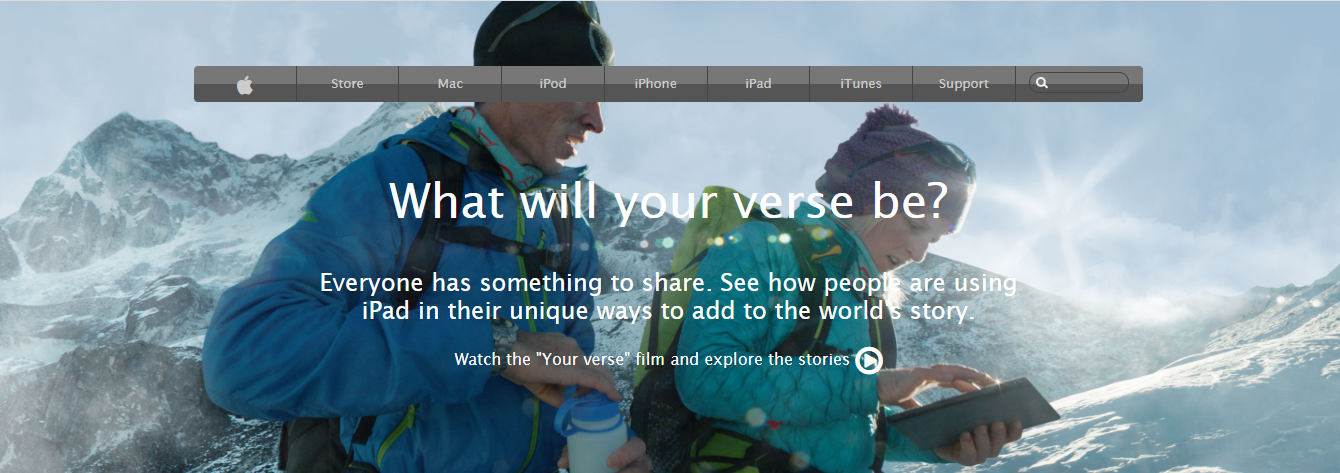 Store Mac iPod iPhone iPad iTunes Support
What will your verse be?
Everyone has something to share. See how people are using
iPad in their unique ways to add to the world's story.
Watch the "Your verse" film and explore the stories